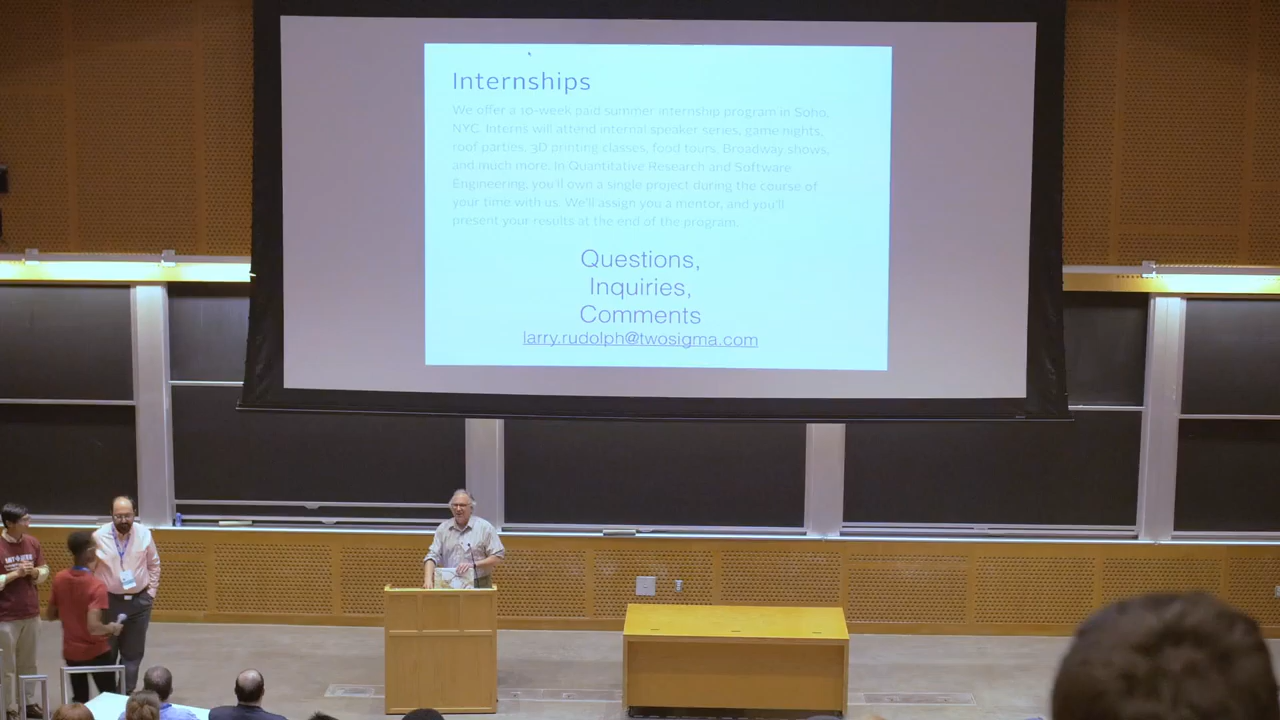 Internships
We offer a 10-week paid summer internship program in Soho,
NYC. Interns will attend internal speaker series, game nights,
roof parties, 3D printing classes, food tours, Broadway shows,
and much more. In Quantitative Research and Software
Engineering, you'll own a single project during the course of
your time with us. We'll assign you a mentor, and you'll
present your results at the end of the program.
Questions,
Inquiries,
Comments
larry.rudolph@twosigma.com
MIT